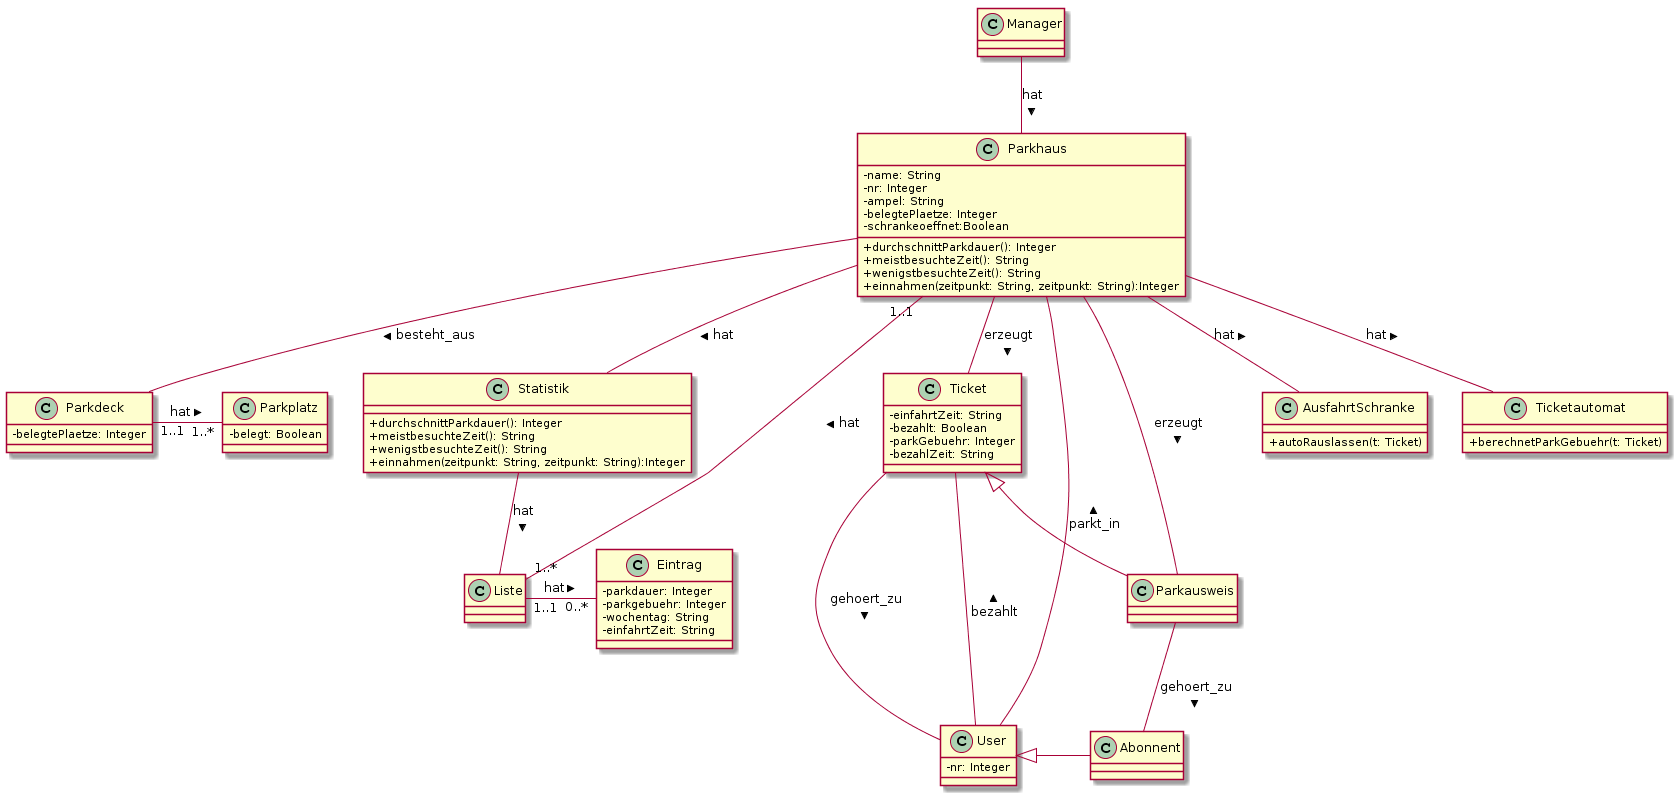 C Manager
hat
▼
C Parkhaus
-name: String
-nr: Integer
-ampel: String
-belegtePlaetze: Integer
-schrankeoeffnet:Boolean
+durchschnittParkdauer(): Integer
+meistbesuchteZeit(): String
+wenigstbesuchteZeit(): String
+einnahmen(zeitpunkt: String, zeitpunkt: String):Integer
1..1
◄ besteht_aus
◄ hat
erzeugt
▼
hat ►
hat ►
C Parkdeck
-belegtePlaetze: Integer
hat ►
1..1
1..*
C Parkplatz
-belegt: Boolean
C Statistik
+durchschnittParkdauer(): Integer
+meistbesuchteZeit(): String
+wenigstbesuchteZeit(): String
+einnahmen(zeitpunkt: String, zeitpunkt: String):Integer
◄ hat
C Ticket
-einfahrtZeit: String
-bezahlt: Boolean
-parkGebuehr: Integer
-bezahlZeit: String
erzeugt
▼
C AusfahrtSchranke
+autoRauslassen(t: Ticket)
C Ticketautomat
+berechnetParkGebuehr(t: Ticket)
hat
▼
▲
parkt_in
1..*
C Liste
hat ►
1..1
0..*
C Eintrag
-parkdauer: Integer
-parkgebuehr: Integer
-wochentag: String
-einfahrtZeit: String
gehoert_zu
▼
▲
bezahlt
C Parkausweis
gehoert_zu
▼
C User
-nr: Integer
C Abonnent